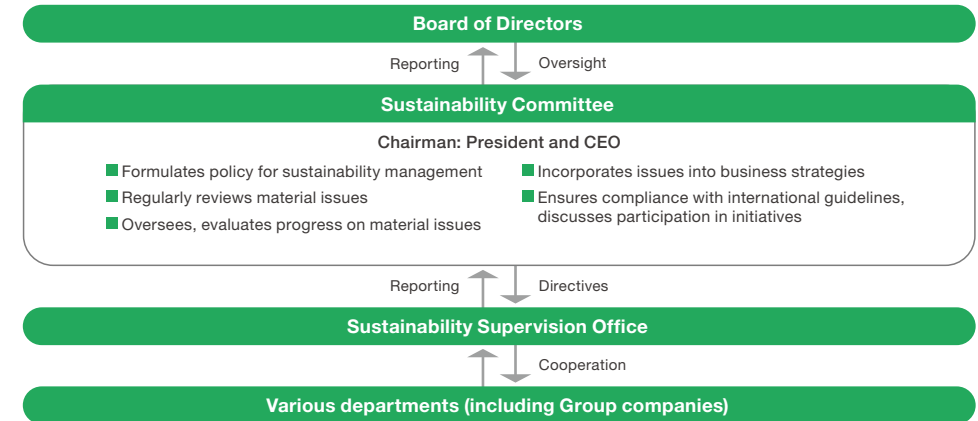 Board of Directors
Reporting
Oversight
Sustainability Committee
Chairman: President and CEO
Formulates policy for sustainability management
Regularly reviews material issues
Oversees, evaluates progress on material issues
Incorporates issues into business strategies
Ensures compliance with international guidelines,
discusses participation in initiatives
Reporting
Directives
Sustainability Supervision Office
Cooperation
Various departments (including Group companies)